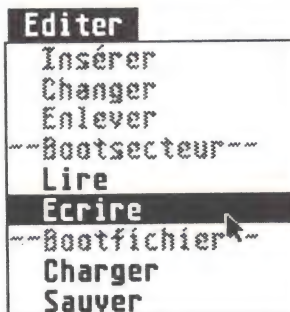 Editer
Insérer
Changer
Enlever
~~Bootsecteur~~
Lire
Ecrire
~~Bootfichier~~
Charger
Sauver